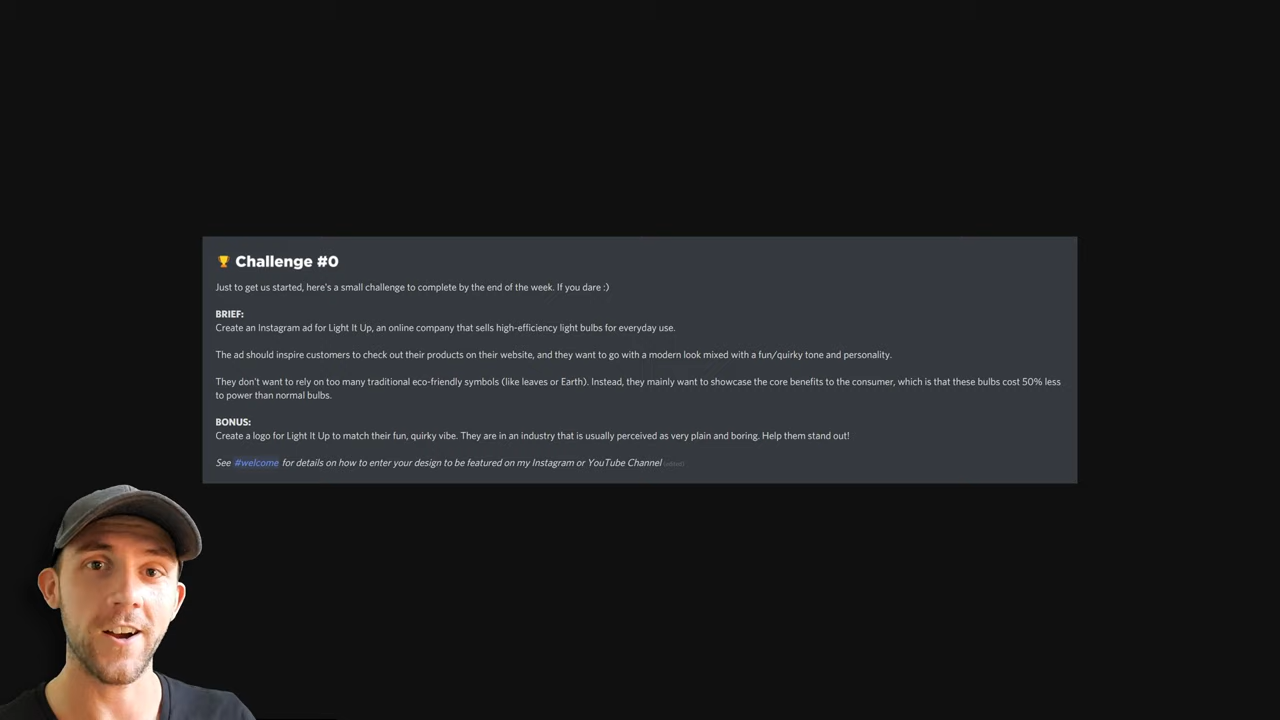 🏆 Challenge #0
Just to get us started, here's a small challenge to complete by the end of the week. If you dare :)
BRIEF:
Create an Instagram ad for Light It Up, an online company that sells high-efficiency light bulbs for everyday use.
The ad should inspire customers to check out their products on their website, and they want to go with a modern look mixed with a fun/quirky tone and personality.
They don't want to rely on too many traditional eco-friendly symbols (like leaves or Earth). Instead, they mainly want to showcase the core benefits to the consumer, which is that these bulbs cost 50% less
to power than normal bulbs.
BONUS:
Create a logo for Light It Up to match their fun, quirky vibe. They are in an industry that is usually perceived as very plain and boring. Help them stand out!
See #welcome for details on how to enter your design to be featured on my Instagram or YouTube Channel (edited)